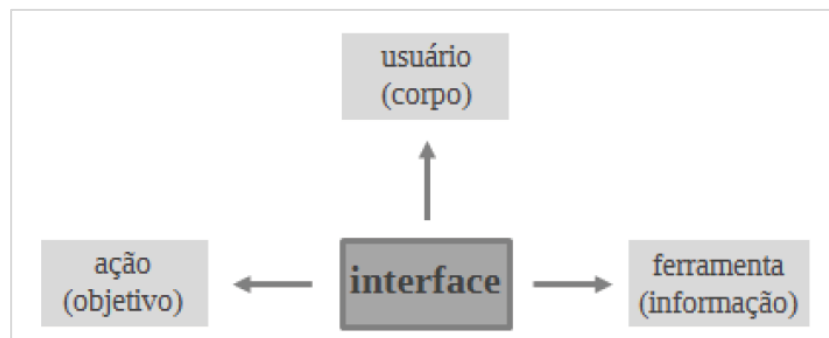 usuário
(corpo)
ação
(objetivo)
interface
ferramenta
(informação)